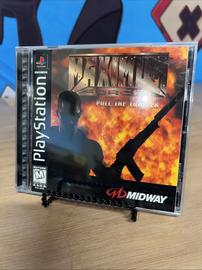 PlayStation
MAXIMUM
FORCE
PULL THE TRIGGER
M
MIDWAY